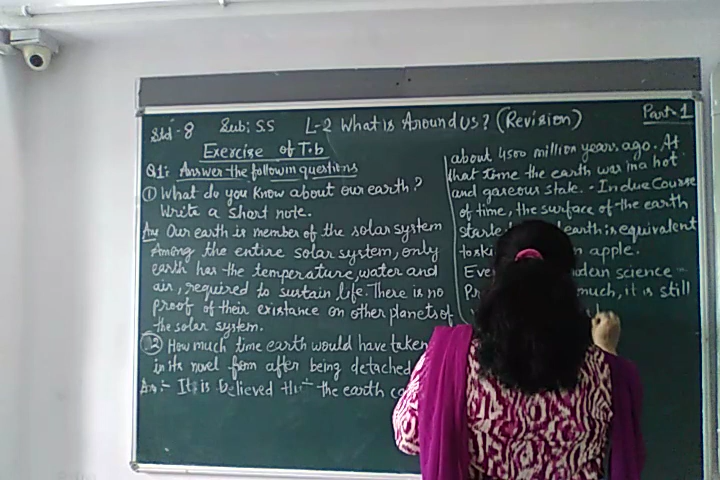 Std - 8 Sub: S.S L-2 What is Around us? (Revision) Part-1
Exercise of T.b
Q1: Answer the followin questions
① What do you know about our earth?
Write a short note.
Ans Our earth is member of the solar system
Among the entire solar system, only
earth has the temperature, water and
air, required to sustain life. There is no
proof of their existance on other planets of
the solar system.
② How much time earth would have taken
in its novel from after being detached
Ans:- It is believed that the earth ca
about 4500 million years ago. At
that time the earth was in a hot
and gaseous state. In due Course
of time, the surface of the earth
earth is equivalent
apple.
science
much, it is still